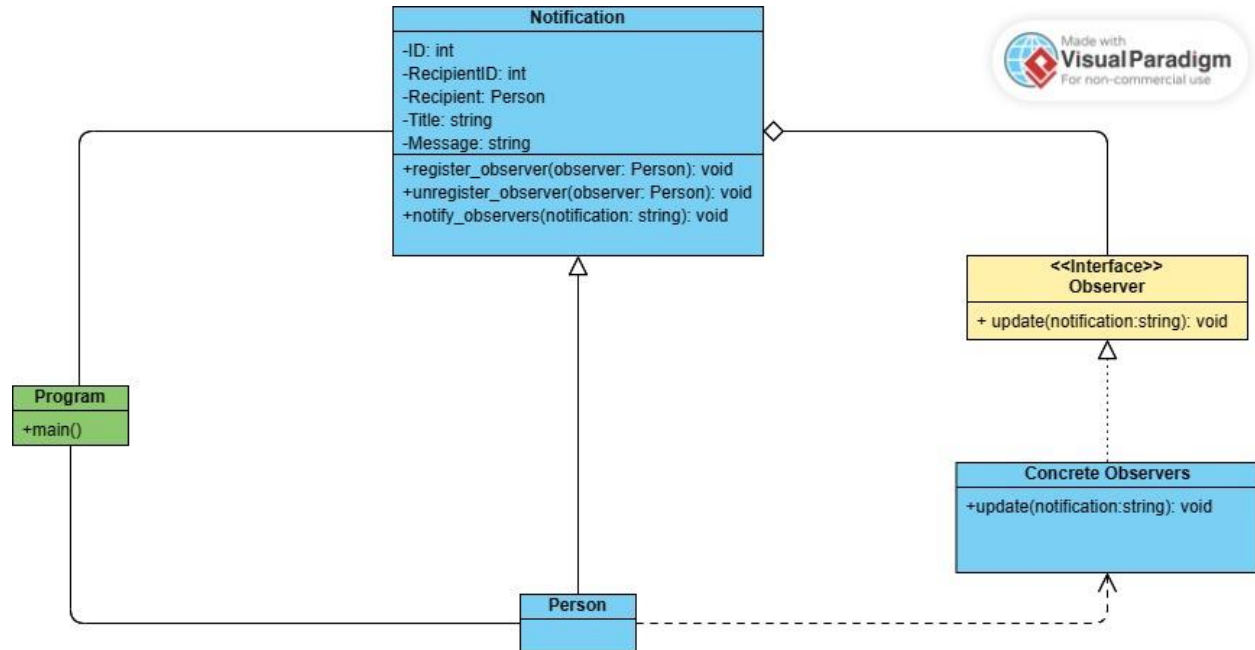 Notification
-ID: int
-RecipientID: int
-Recipient: Person
-Title: string
-Message: string
+register_observer(observer: Person): void
+unregister_observer(observer: Person): void
+notify_observers(notification: string): void
Made with
Visual Paradigm
For non-commercial use
<<Interface>>
Observer
+ update(notification:string): void
Program
+main()
Concrete Observers
+update(notification:string): void
Person